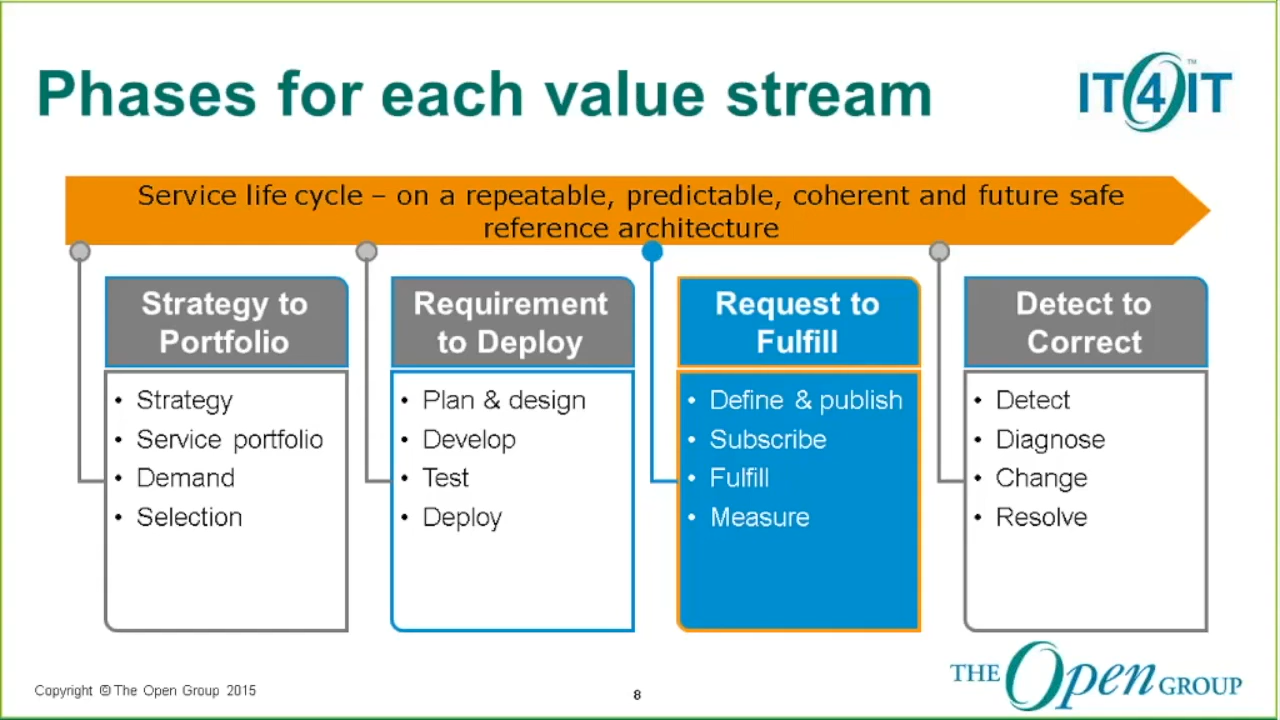 Phases for each value stream
IT4IT™
Service life cycle – on a repeatable, predictable, coherent and future safe
reference architecture
Strategy to
Portfolio
• Strategy
• Service portfolio
• Demand
• Selection
Requirement
to Deploy
• Plan & design
• Develop
• Test
• Deploy
Request to
Fulfill
• Define & publish
• Subscribe
• Fulfill
• Measure
Detect to
Correct
• Detect
• Diagnose
• Change
• Resolve
Copyright © The Open Group 2015
8
THE Open GROUP